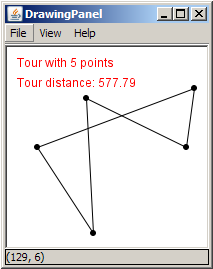 DrawingPanel
File View Help
Tour with 5 points
Tour distance: 577.79
(129, 6)